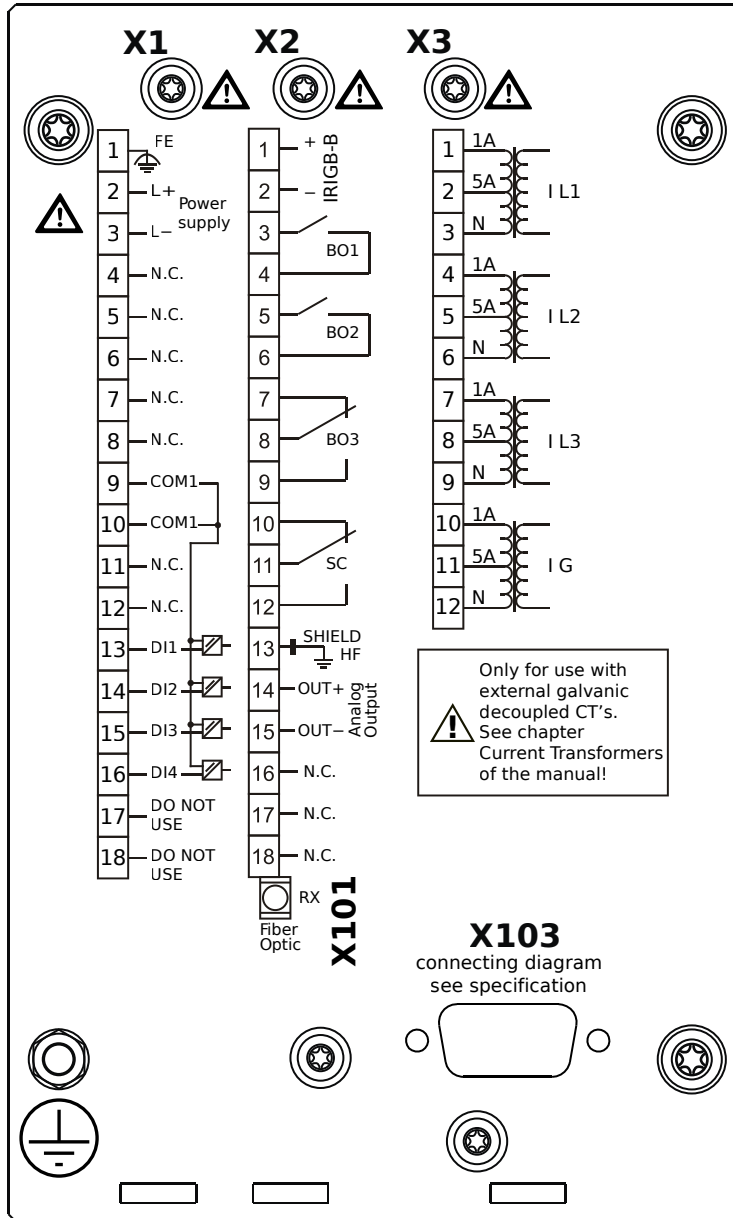 X1
X2
X3
1 FE
2 L+
Power
supply
3 L−
4 N.C.
5 N.C.
6 N.C.
7 N.C.
8 N.C.
9 COM1
10 COM1
11 N.C.
12 N.C.
13 DI1
14 DI2
15 DI3
16 DI4
17 DO NOT
USE
18 DO NOT
USE
1 +
IRIGB-B
2 −
3
BO1
4
5
BO2
6
7
8 BO3
9
10
11 SC
12
13 SHIELD
HF
14 OUT+
Analog
Output
15 OUT−
16 N.C.
17 N.C.
18 N.C.
RX
Fiber
Optic
X101
1 1A
2 5A I L1
3 N
4 1A
5 5A I L2
6 N
7 1A
8 5A I L3
9 N
10 1A
11 5A I G
12 N
!
Only for use with
external galvanic
decoupled CT's.
See chapter
Current Transformers
of the manual!
X103
connecting diagram
see specification